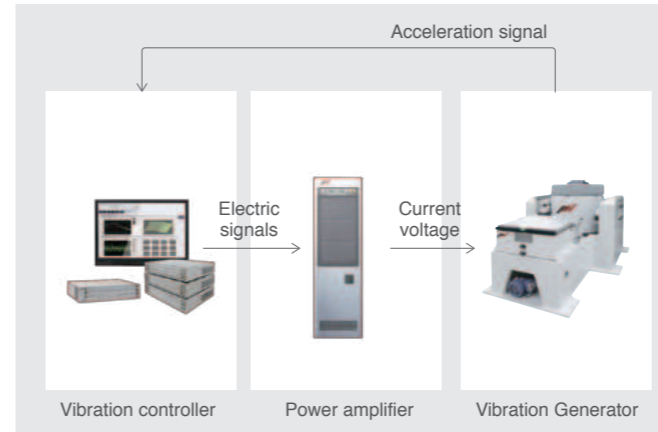 Acceleration signal
Electric
signals
Current
voltage
Vibration controller
Power amplifier
Vibration Generator